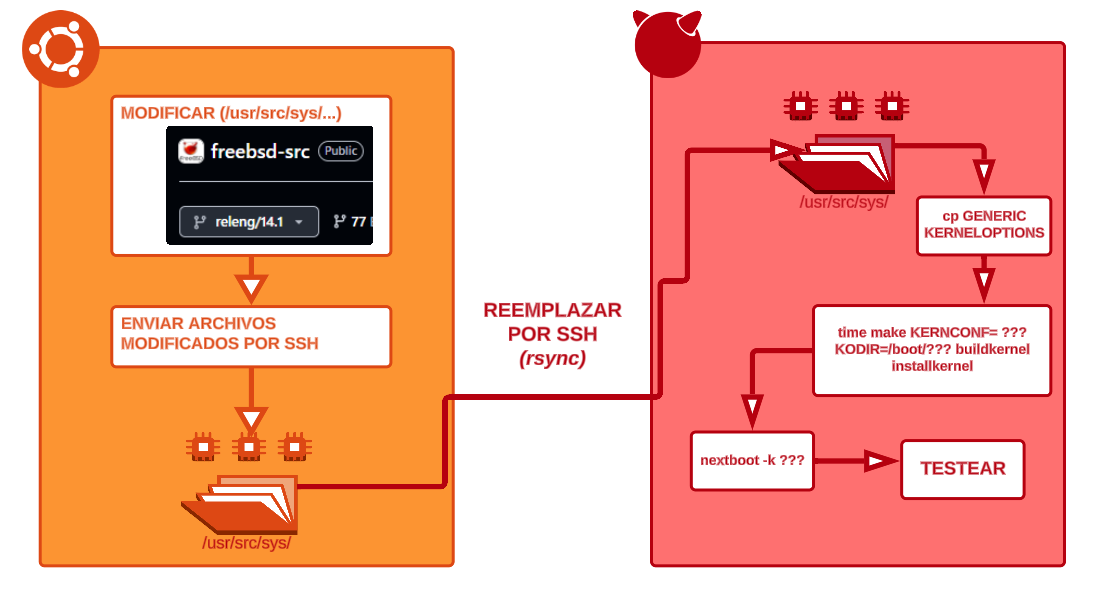 MODIFICAR (/usr/src/sys/...)
freebsd-src Public
releng/14.1 77
ENVIAR ARCHIVOS
MODIFICADOS POR SSH
/usr/src/sys/
REEMPLAZAR
POR SSH
(rsync)
/usr/src/sys/
cp GENERIC
KERNELOPTIONS
time make KERNCONF= ???
KODIR=/boot/??? buildkernel
installkernel
nextboot -k ???
TESTEAR